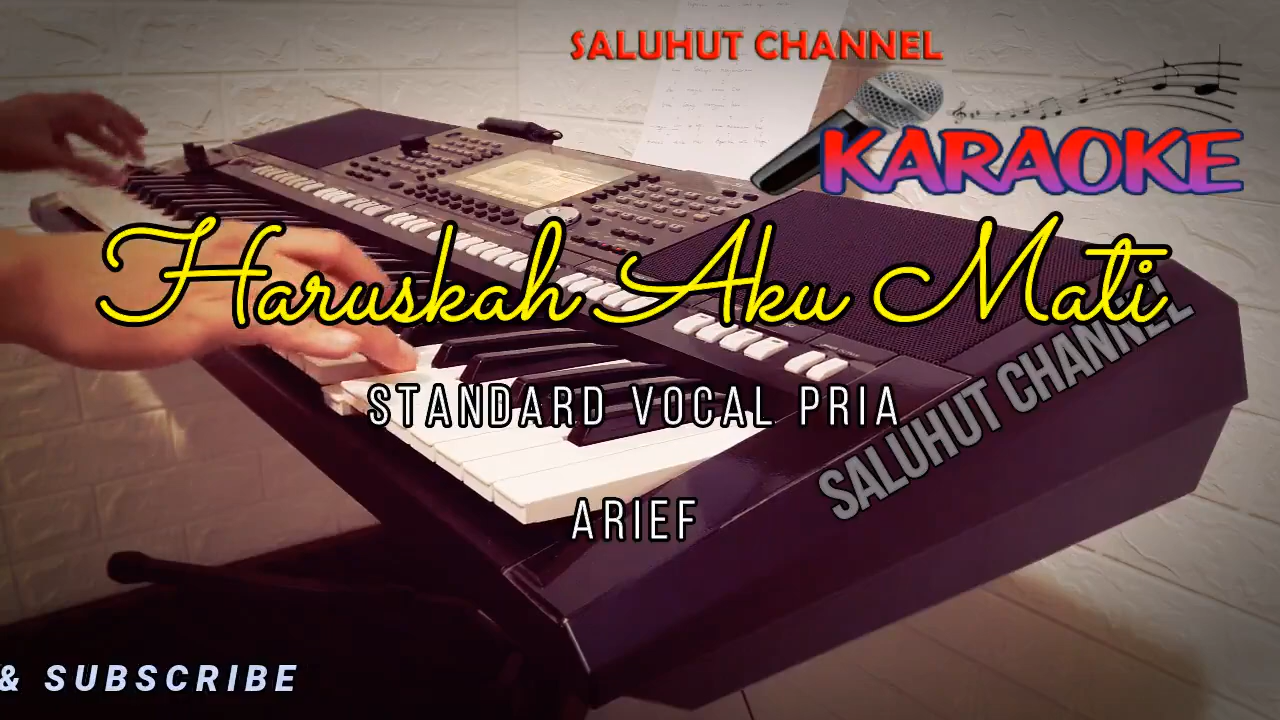 SALUHUT CHANNEL
KARAOKE
Haruskah Aku Mati
SALUHUT CHANNEL
STANDARD VOCAL PRIA
ARIEF
& SUBSCRIBE